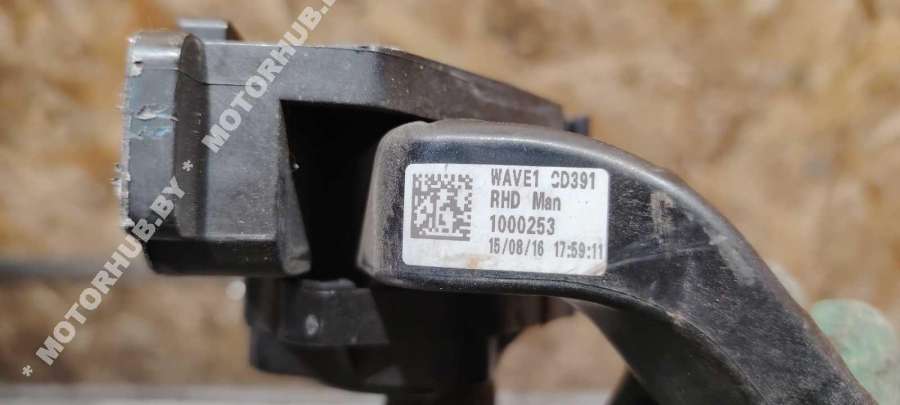 WAVE1 CD391
RHD Man
1000253
15/08/16 17:59:11
* MOTORHUB.BY * MOTORHUB.BY